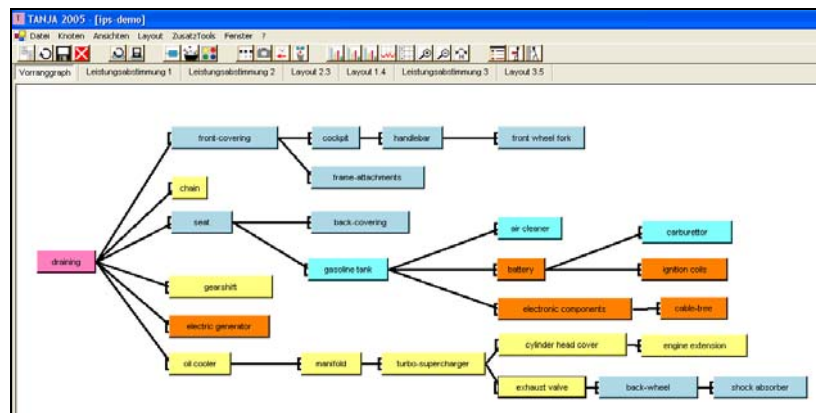 TANJA 2005 - [ips-demo]
Datei Knoten Ansichten Layout ZusatzTools Fenster ?
Vorranggraph Leistungsabstimmung 1 Leistungsabstimmung 2 Layout 2.3 Layout 1.4 Leistungsabstimmung 3 Layout 3.5
front-covering cockpit handlebar front wheel fork
frame-attachments
chain
seat back-covering
air cleaner carburettor
draining gasoline tank battery ignition coils
gearshift
electronic components cable-tree
electric generator
cylinder head cover engine extension
oil cooler manifold turbo-supercharger
exhaust valve back-wheel shock absorber